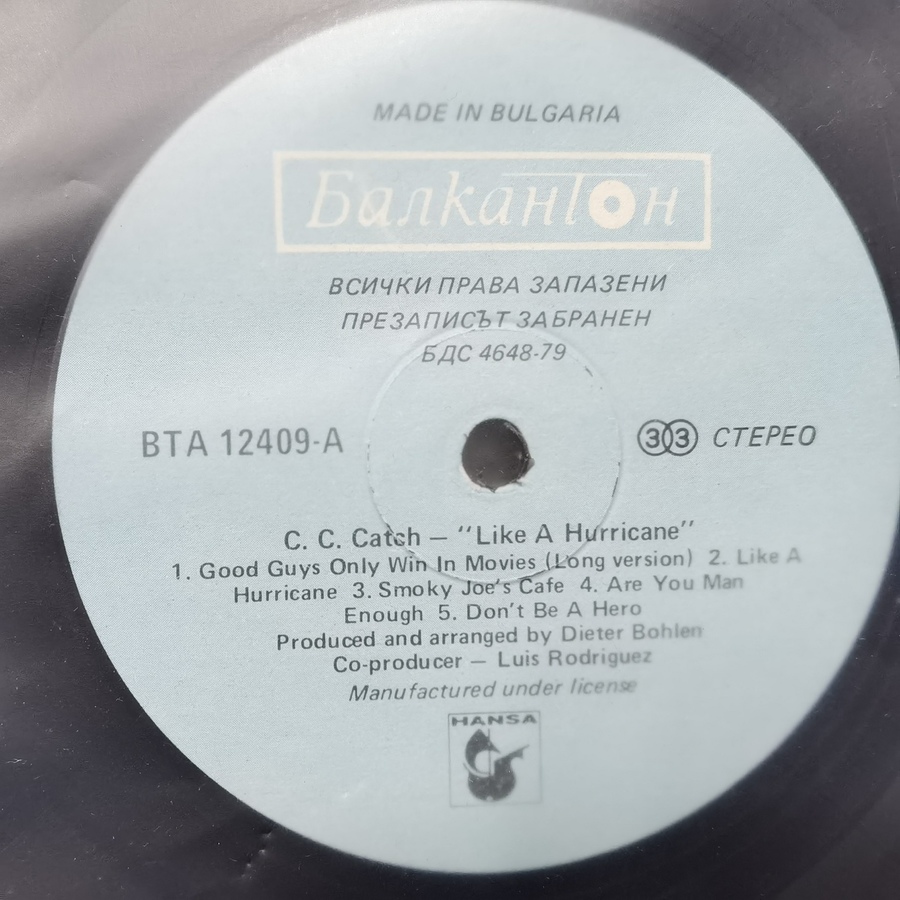 MADE IN BULGARIA
Балкантон
ВСИЧКИ ПРАВА ЗАПАЗЕНИ
ПРЕЗАПИСЪТ ЗАБРАНЕН
БДС 4648-79
ВТА 12409-А
33 СТЕРЕО
C. C. Catch — "Like A Hurricane"
1. Good Guys Only Win In Movies (Long version) 2. Like A
Hurricane 3. Smoky Joe's Cafe 4. Are You Man
Enough 5. Don't Be A Hero
Produced and arranged by Dieter Bohlen
Co-producer — Luis Rodriguez
Manufactured under license
HANSA